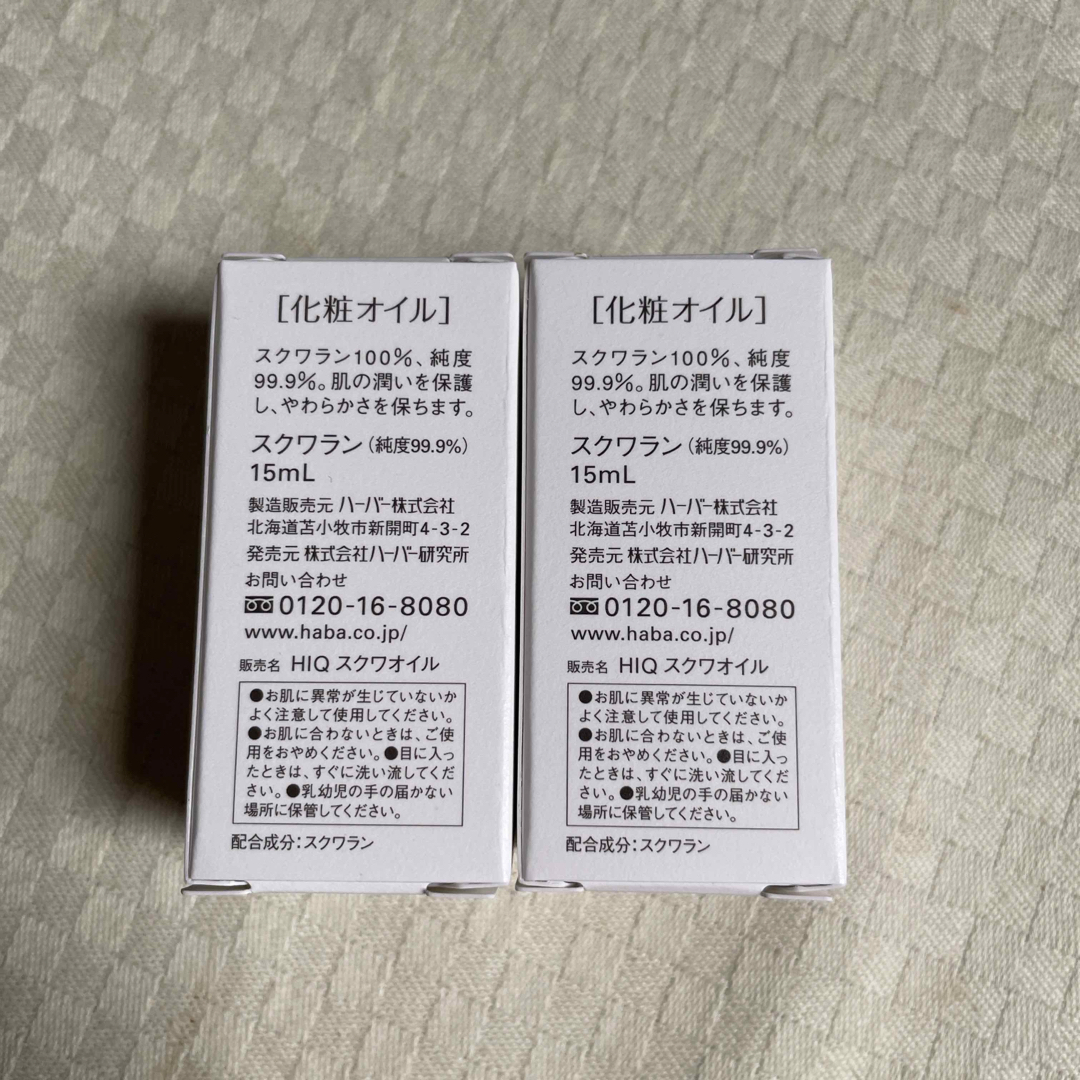 [化粧オイル]
スクワラン100%、純度
99.9%。肌の潤いを保護
し、やわらかさを保ちます。
スクワラン(純度99.9%)
15mL
製造販売元 ハーバー株式会社
北海道苫小牧市新開町4-3-2
発売元 株式会社ハーバー研究所
お問い合わせ
0120-16-8080
www.haba.co.jp/
販売名 HIQ スクワオイル
●お肌に異常が生じていないか
よく注意して使用してください。
●お肌に合わないときは、ご使
用をおやめください。●目に入っ
たときは、すぐに洗い流してくだ
さい。●乳幼児の手の届かない
場所に保管してください。
配合成分:スクワラン
[化粧オイル]
スクワラン100%、純度
99.9%。肌の潤いを保護
し、やわらかさを保ちます。
スクワラン(純度99.9%)
15mL
製造販売元 ハーバー株式会社
北海道苫小牧市新開町4-3-2
発売元 株式会社ハーバー研究所
お問い合わせ
0120-16-8080
www.haba.co.jp/
販売名 HIQ スクワオイル
●お肌に異常が生じていないか
よく注意して使用してください。
●お肌に合わないときは、ご使
用をおやめください。●目に入っ
たときは、すぐに洗い流してくだ
さい。●乳幼児の手の届かない
場所に保管してください。
配合成分:スクワラン